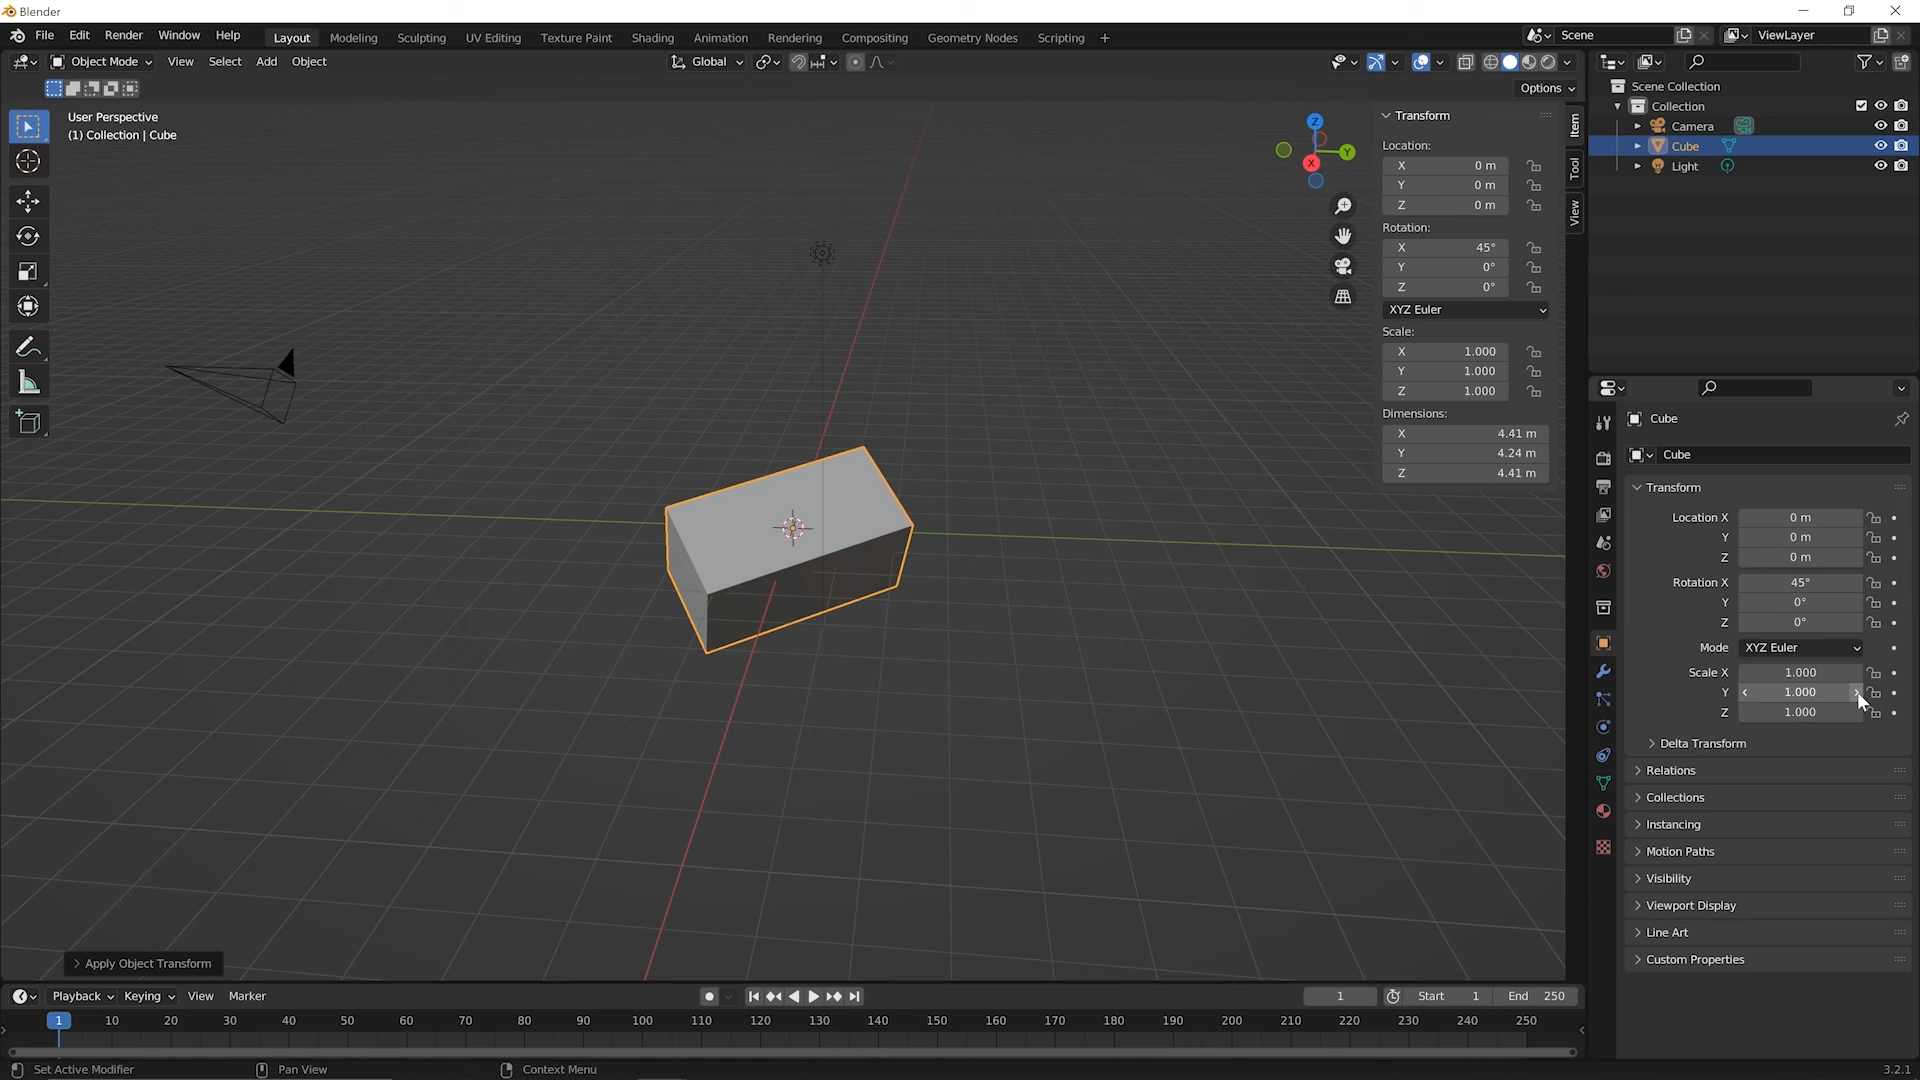 Blender
File Edit Render Window Help Layout Modeling Sculpting UV Editing Texture Paint Shading Animation Rendering Compositing Geometry Nodes Scripting + Scene ViewLayer
Object Mode View Select Add Object Global
Options
User Perspective
(1) Collection | Cube
Z
Y
X
Transform
Location:
X 0 m
Y 0 m
Z 0 m
Rotation:
X 45°
Y 0°
Z 0°
XYZ Euler
Scale:
X 1.000
Y 1.000
Z 1.000
Dimensions:
X 4.41 m
Y 4.24 m
Z 4.41 m
Item
Tool
View
Scene Collection
Collection
Camera
Cube
Light
Cube
Cube
Transform
Location X 0 m
Y 0 m
Z 0 m
Rotation X 45°
Y 0°
Z 0°
Mode XYZ Euler
Scale X 1.000
Y 1.000
Z 1.000
Delta Transform
Relations
Collections
Instancing
Motion Paths
Visibility
Viewport Display
Line Art
Custom Properties
Apply Object Transform
Playback Keying View Marker 1 Start 1 End 250
1 10 20 30 40 50 60 70 80 90 100 110 120 130 140 150 160 170 180 190 200 210 220 230 240 250
Set Active Modifier Pan View Context Menu 3.2.1